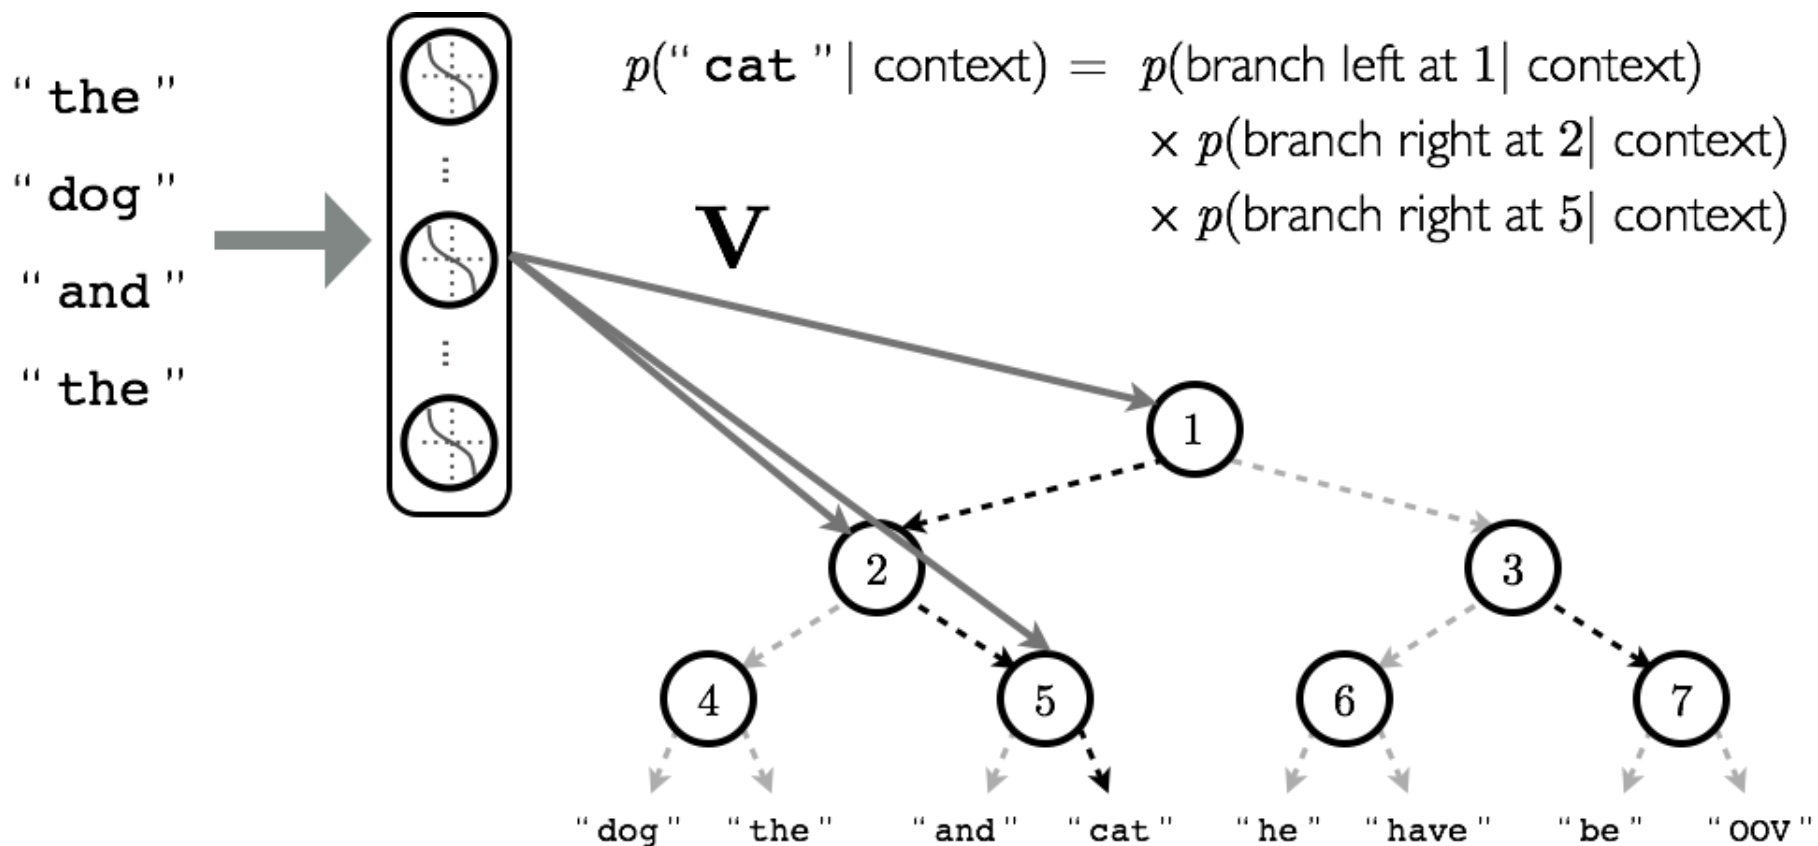 “ the ”
“ dog ”
“ and ”
“ the ”
p(“ cat ”| context) = p(branch left at 1| context)
× p(branch right at 2| context)
× p(branch right at 5| context)
V
1
2
3
4
5
6
7
“dog” “the” “and” “cat” “he” “have” “be” “OOV”